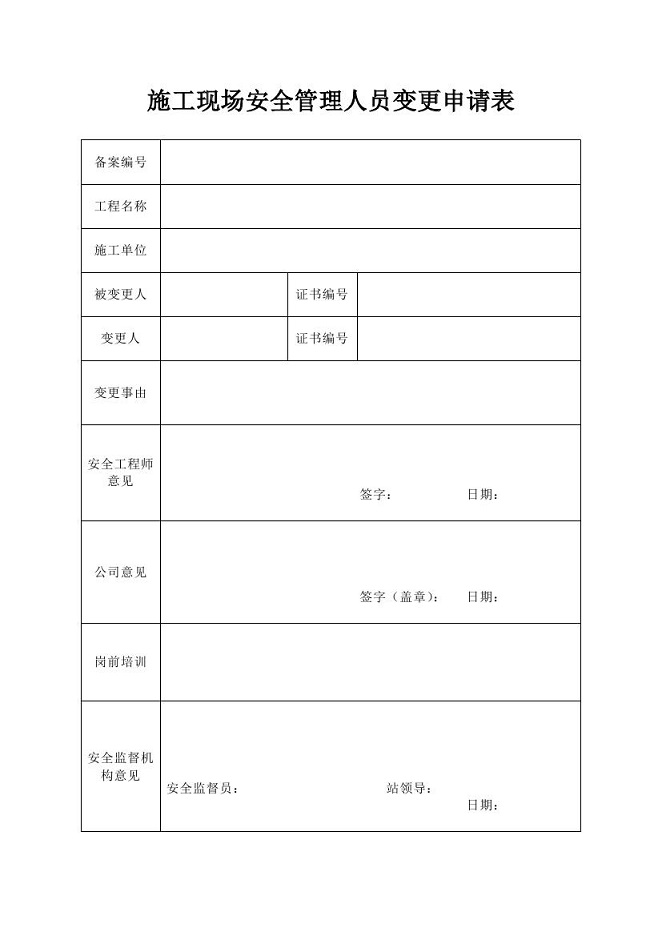 施工现场安全管理人员变更申请表
备案编号
工程名称
施工单位
被变更人 证书编号
变更人 证书编号
变更事由
安全工程师
意见
签字： 日期：
公司意见
签字（盖章）： 日期：
岗前培训
安全监督机
构意见
安全监督员： 站领导：
日期：